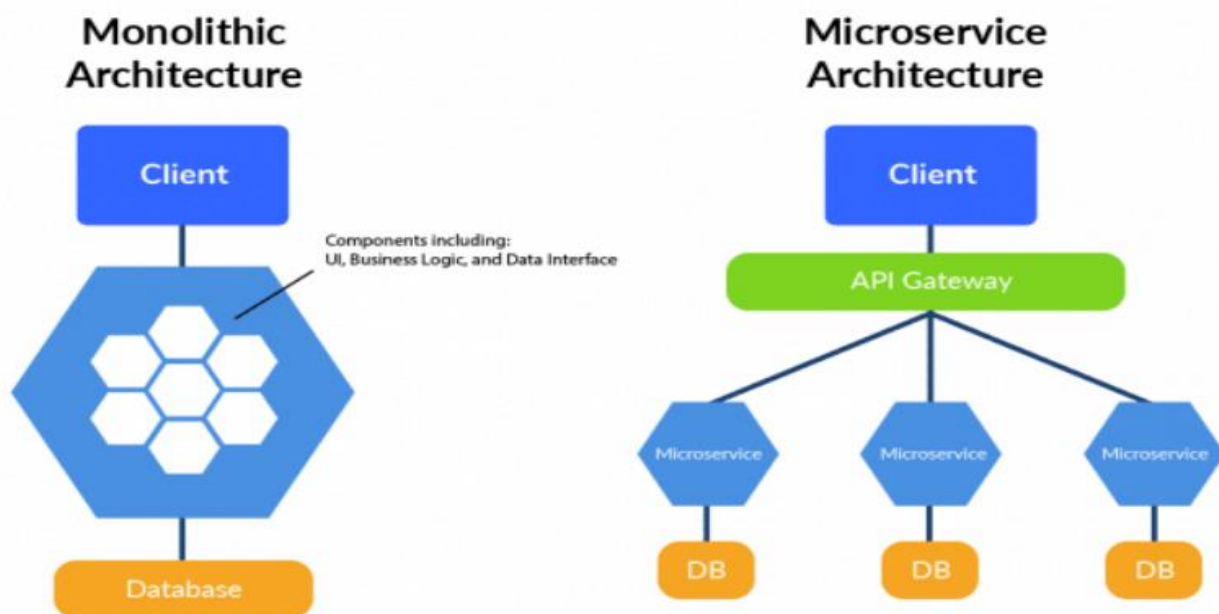 Monolithic
Architecture
Client
Components including:
UI, Business Logic, and Data Interface
Database
Microservice
Architecture
Client
API Gateway
Microservice
Microservice
Microservice
DB
DB
DB